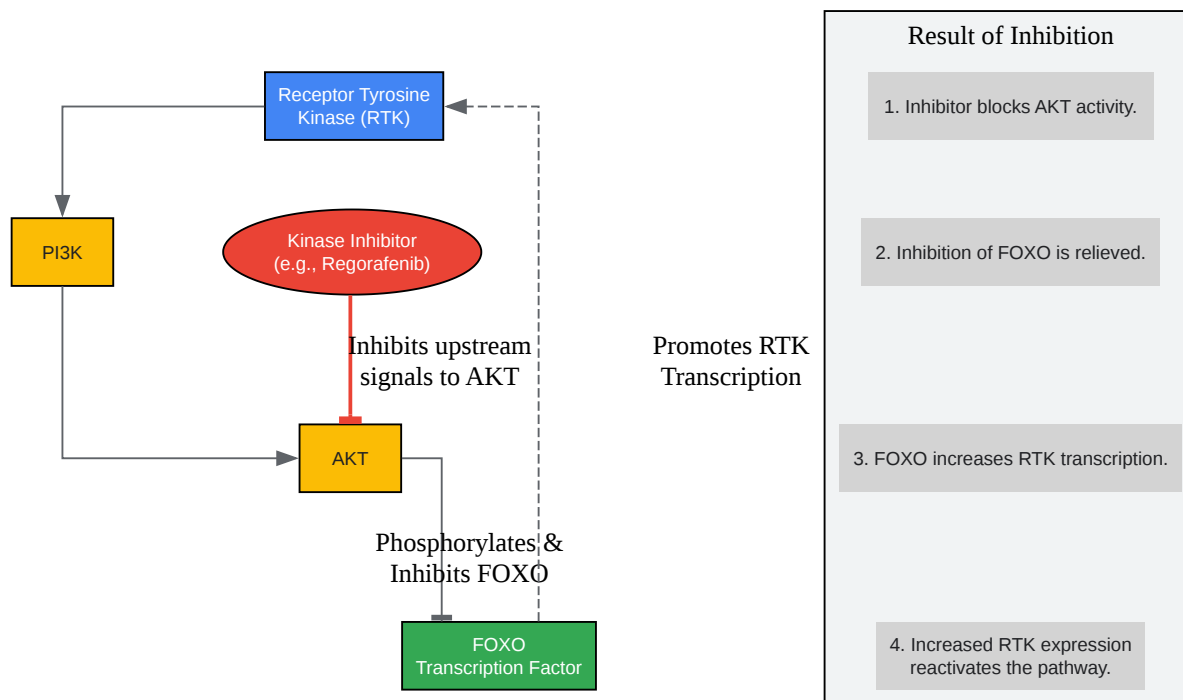 Receptor Tyrosine
Kinase (RTK)
PI3K
Kinase Inhibitor
(e.g., Regorafenib)
Inhibits upstream
signals to AKT
Promotes RTK
Transcription
AKT
Phosphorylates &
Inhibits FOXO
FOXO
Transcription Factor
Result of Inhibition
1. Inhibitor blocks AKT activity.
2. Inhibition of FOXO is relieved.
3. FOXO increases RTK transcription.
4. Increased RTK expression
reactivates the pathway.